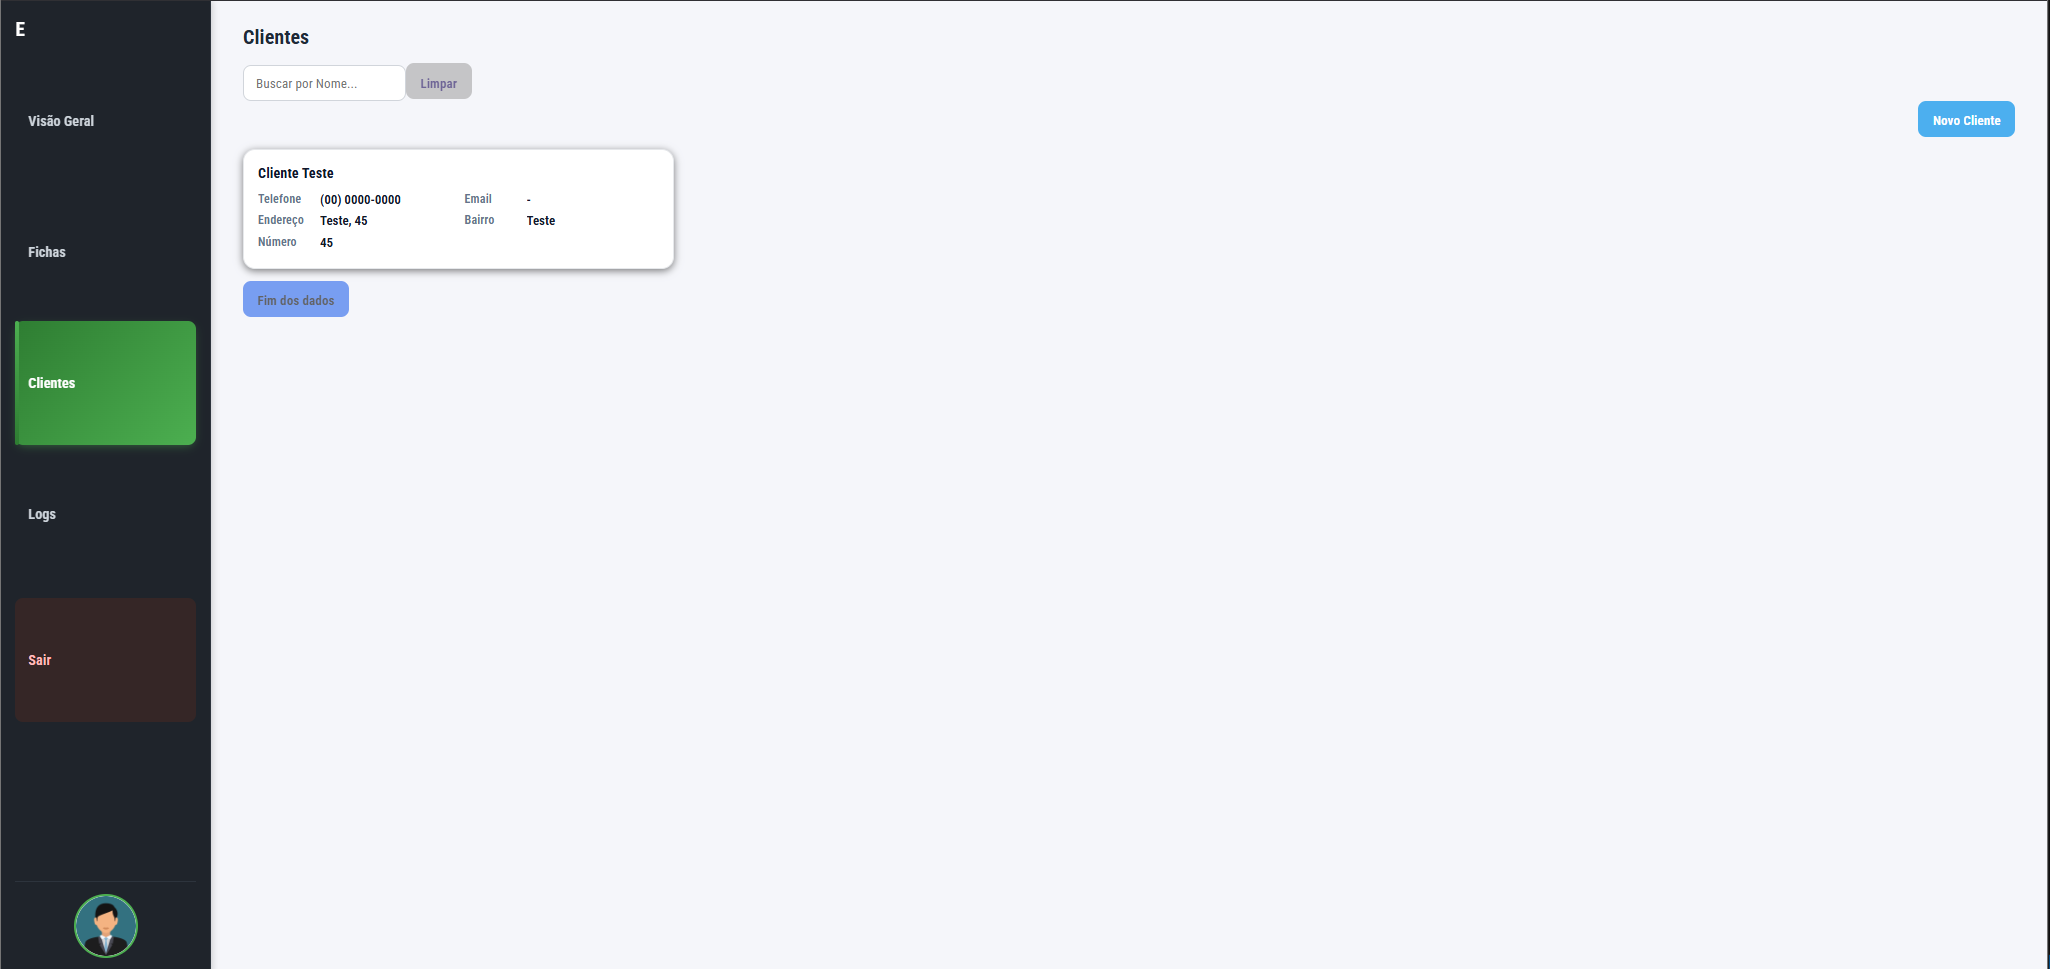 E
Visão Geral
Fichas
Clientes
Logs
Sair
Clientes
Buscar por Nome...
Limpar
Novo Cliente
Cliente Teste
Telefone (00) 0000-0000 Email -
Endereço Teste, 45 Bairro Teste
Número 45
Fim dos dados